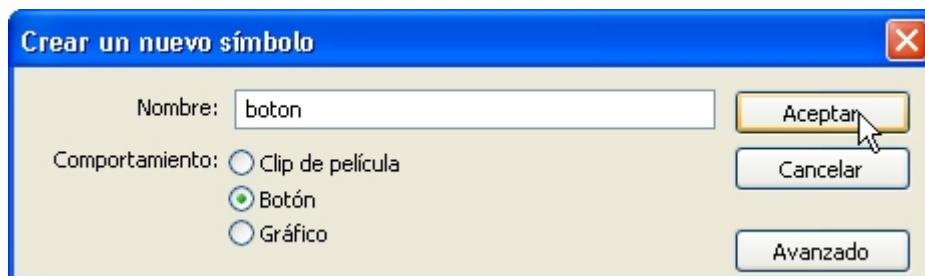 Crear un nuevo símbolo
Nombre: boton Aceptar
Comportamiento: Clip de película Cancelar
Botón
Gráfico
Avanzado